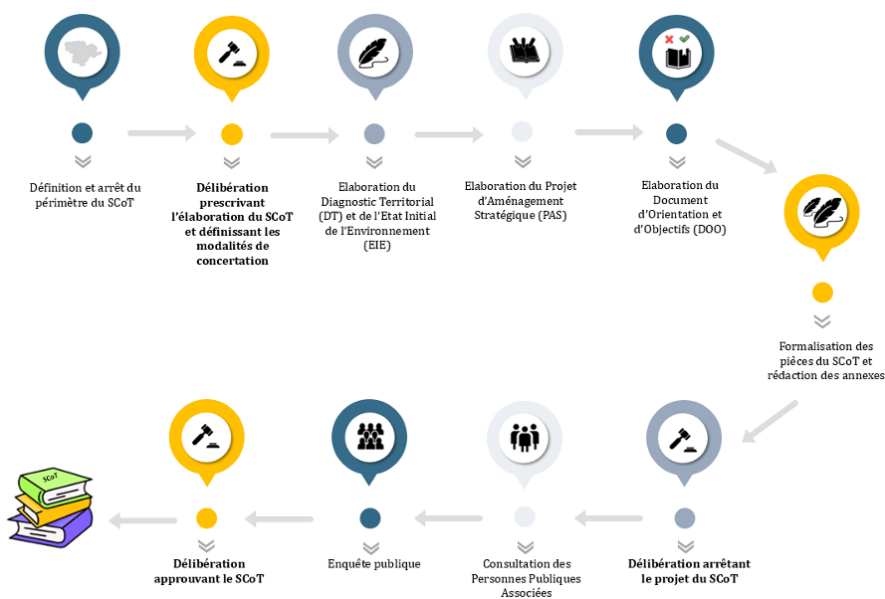 Définition et arrêt du
périmètre du SCoT
Délibération
prescrivant
l'élaboration du SCoT
et définissant les
modalités de
concertation
Elaboration du
Diagnostic Territorial
(DT) et de l'Etat Initial
de l'Environnement
(EIE)
Elaboration du Projet
d'Aménagement
Stratégique (PAS)
Elaboration du
Document
d'Orientation et
d'Objectifs (DOO)
Formalisation des
pièces du SCoT et
rédaction des annexes
Délibération arrêtant
le projet du SCoT
Consultation des
Personnes Publiques
Associées
Enquête publique
Délibération
approuvant le SCoT
SCoT